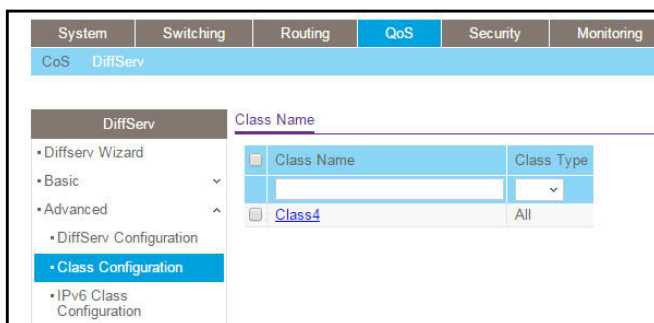 System Switching Routing QoS Security Monitoring
CoS DiffServ
DiffServ
Class Name
Diffserv Wizard
Basic
Advanced
DiffServ Configuration
Class Configuration
IPv6 Class
Configuration
Class Name Class Type
Class4 All